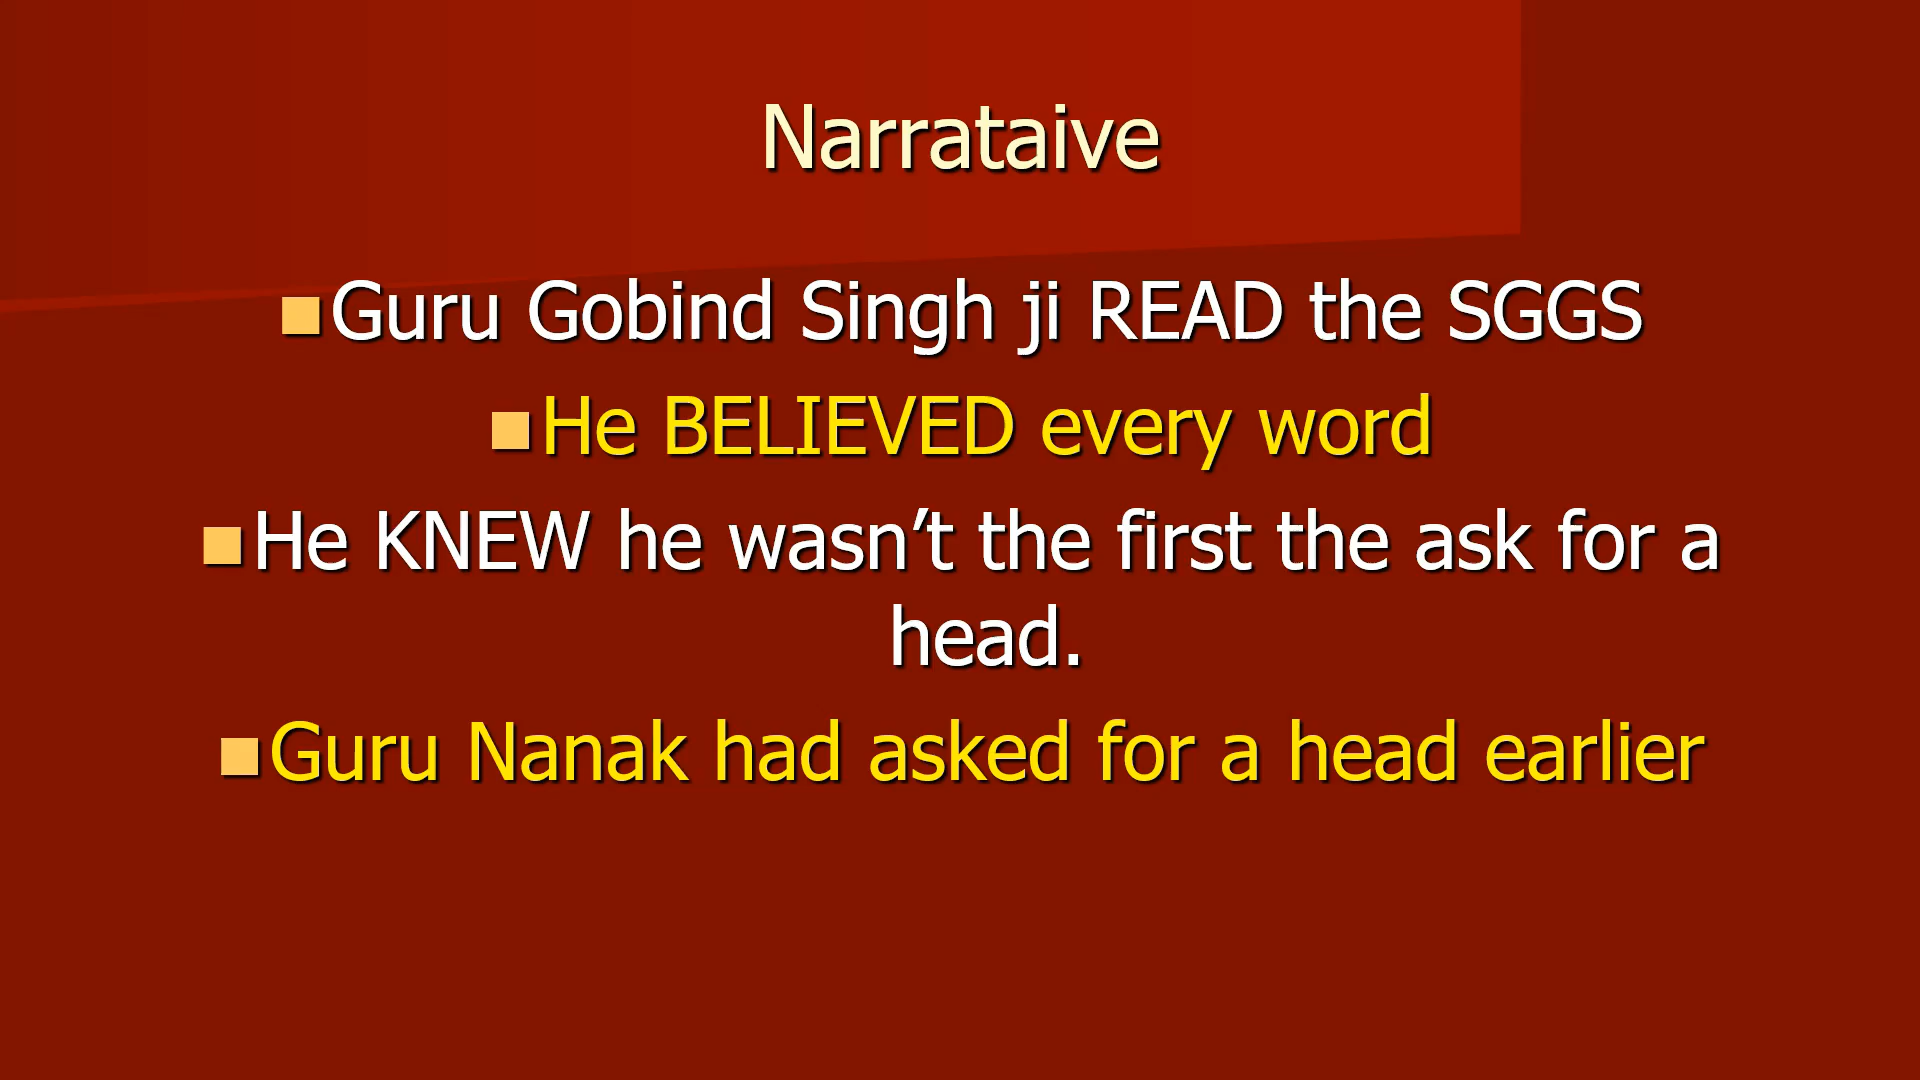 Narrataive
Guru Gobind Singh ji READ the SGGS
He BELIEVED every word
He KNEW he wasn’t the first the ask for a
head.
Guru Nanak had asked for a head earlier